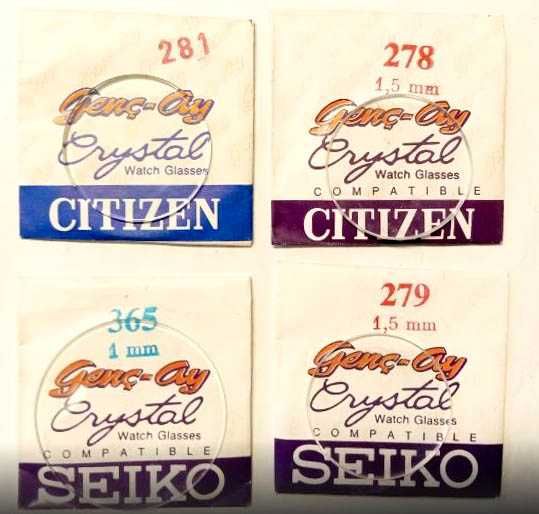 281
Genç-Ay
Crystal
Watch Glasses
CITIZEN
278
1,5 mm
Genç-Ay
Crystal
Watch Glasses
COMPATIBLE
CITIZEN
365
1 mm
Genç-Ay
Crystal
Watch Glasses
COMPATIBLE
SEIKO
279
1,5 mm
Genç-Ay
Crystal
Watch Glasses
COMPATIBLE
SEIKO